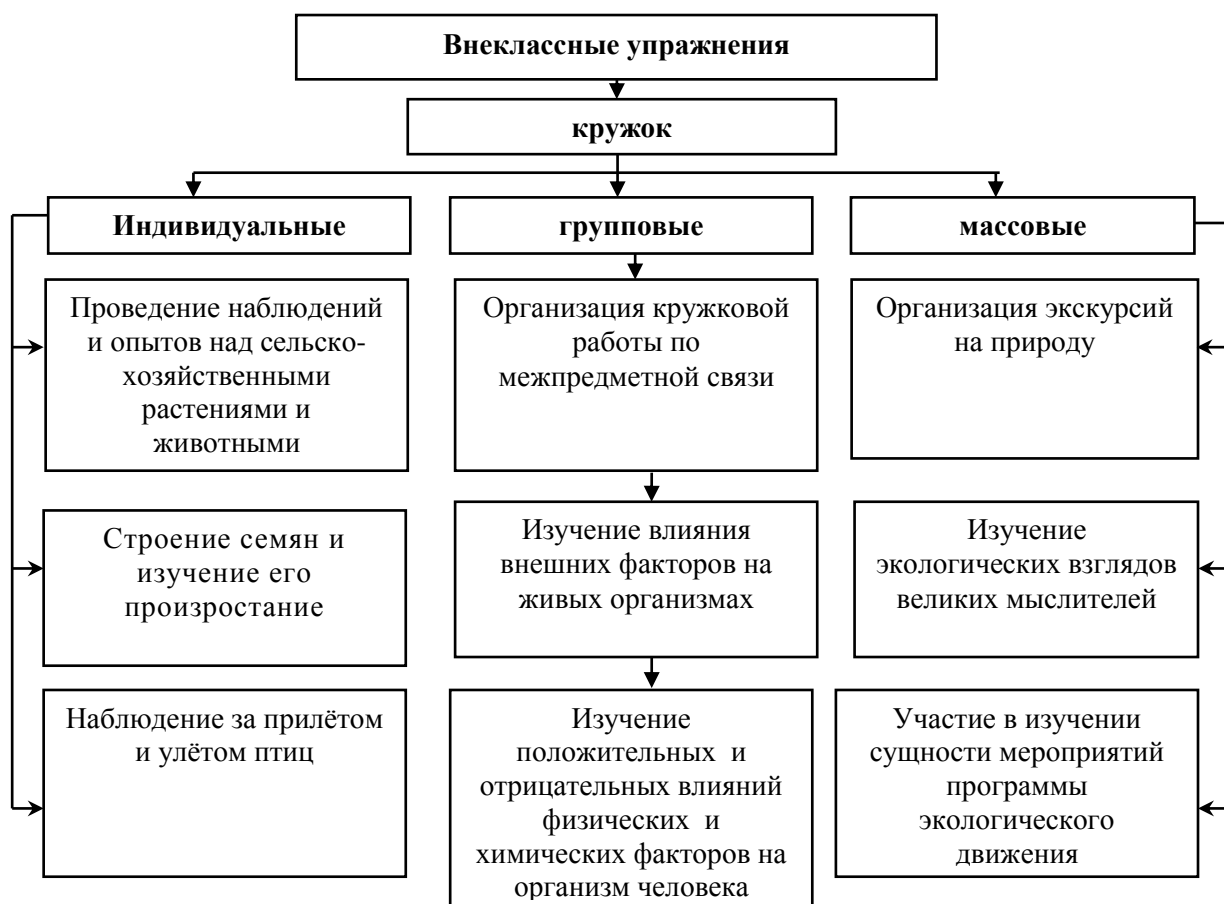 Внеклассные упражнения
кружок
Индивидуальные
групповые
массовые
Проведение наблюдений
и опытов над сельско-
хозяйственными
растениями и
животными
Организация кружковой
работы по
межпредметной связи
Организация экскурсий
на природу
Строение семян и
изучение его
произростание
Изучение влияния
внешних факторов на
живых организмах
Изучение
экологических взглядов
великих мыслителей
Наблюдение за прилётом
и улётом птиц
Изучение
положительных и
отрицательных влияний
физических и
химических факторов на
организм человека
Участие в изучении
сущности мероприятий
программы
экологического
движения